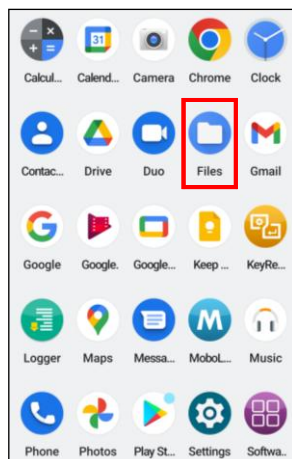 31
Calcul... Calend... Camera Chrome Clock
Contac... Drive Duo Files Gmail
Google Google. Google... Keep ... KeyRe...
Logger Maps Messa... MoboL... Music
Phone Photos Play St... Settings Softwa..